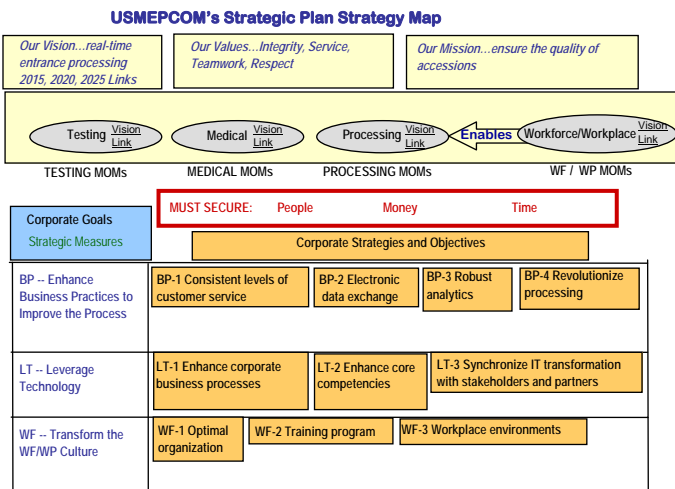 USMEPCOM's Strategic Plan Strategy Map
Our Vision…real-time
entrance processing
2015, 2020, 2025 Links
Our Values…Integrity, Service,
Teamwork, Respect
Our Mission…ensure the quality of
accessions
Testing Vision
Link
Medical Vision
Link
Processing Vision
Link
Enables
Workforce/Workplace Vision
Link
TESTING MOMs
MEDICAL MOMs
PROCESSING MOMs
WF / WP MOMs
MUST SECURE: People Money Time
Corporate Goals
Strategic Measures
Corporate Strategies and Objectives
BP -- Enhance
Business Practices to
Improve the Process
BP-1 Consistent levels of
customer service
BP-2 Electronic
data exchange
BP-3 Robust
analytics
BP-4 Revolutionize
processing
LT -- Leverage
Technology
LT-1 Enhance corporate
business processes
LT-2 Enhance core
competencies
LT-3 Synchronize IT transformation
with stakeholders and partners
WF -- Transform the
WF/WP Culture
WF-1 Optimal
organization
WF-2 Training program
WF-3 Workplace environments